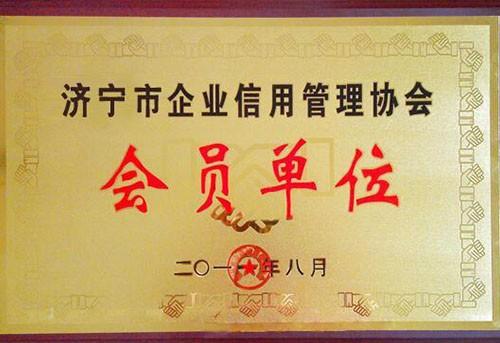 济宁市企业信用管理协会
会员单位
二〇一一年八月